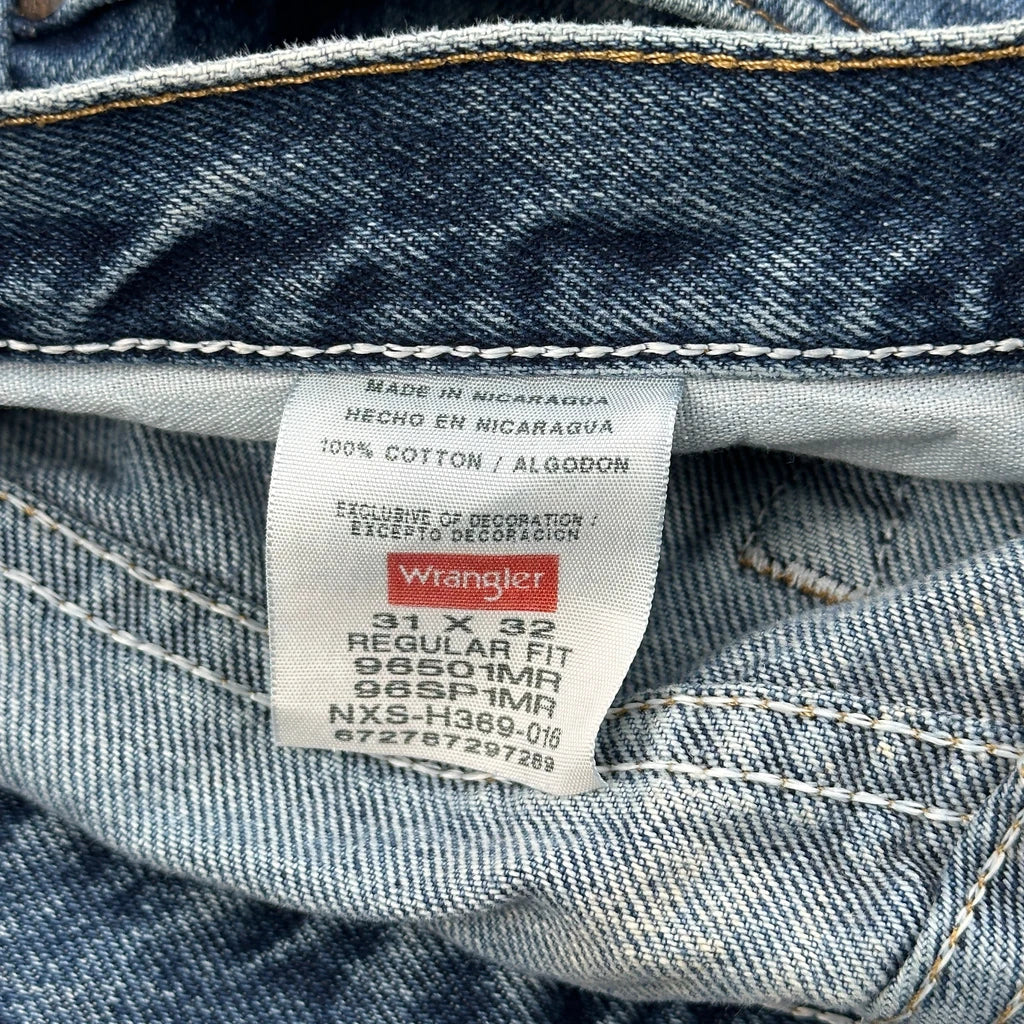 MADE IN NICARAGUA
HECHO EN NICARAGUA
100% COTTON / ALGODON
EXCLUSIVE OF DECORATION /
EXCEPTO DECORACION
Wrangler
31 X 32
REGULAR FIT
96501MR
96SP1MR
NXS-H369-016
672787297289